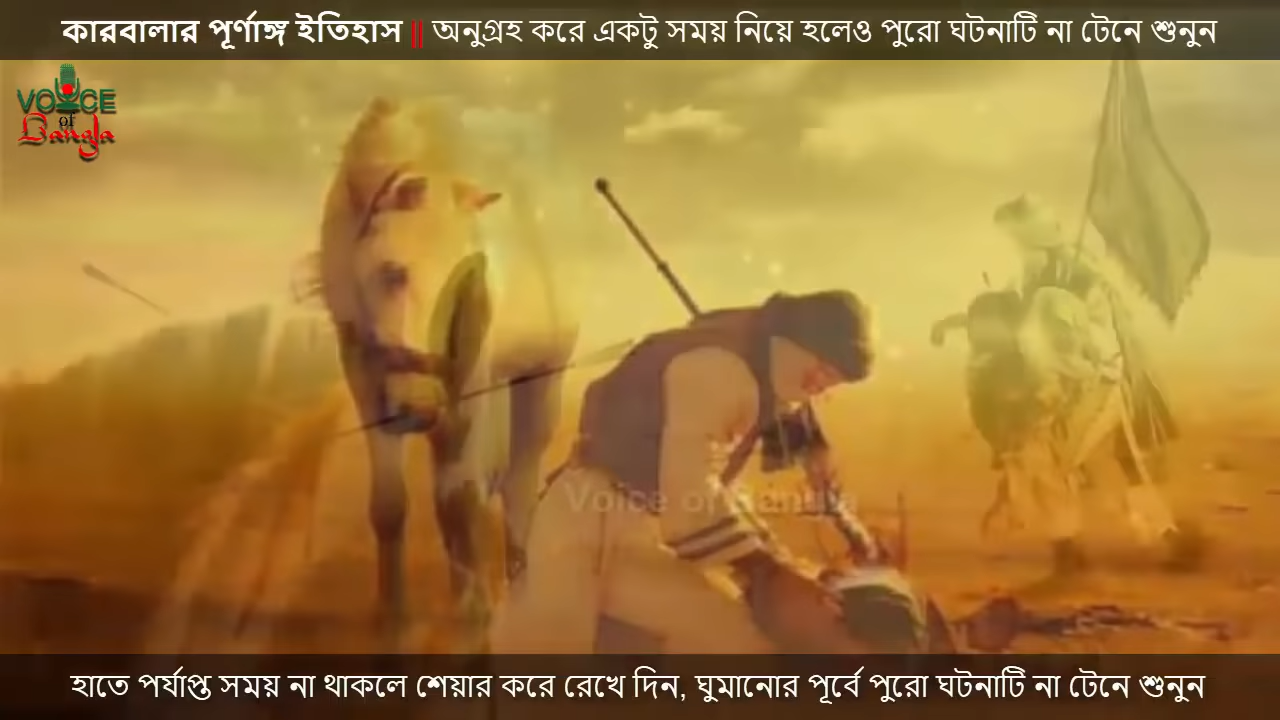 কারবালার পূর্ণাঙ্গ ইতিহাস || অনুগ্রহ করে একটু সময় নিয়ে হলেও পুরো ঘটনাটি না টেনে শুনুন
VOICE
of
Bangla
Voice of Bangla
হাতে পর্যাপ্ত সময় না থাকলে শেয়ার করে রেখে দিন, ঘুমানোর পূর্বে পুরো ঘটনাটি না টেনে শুনুন